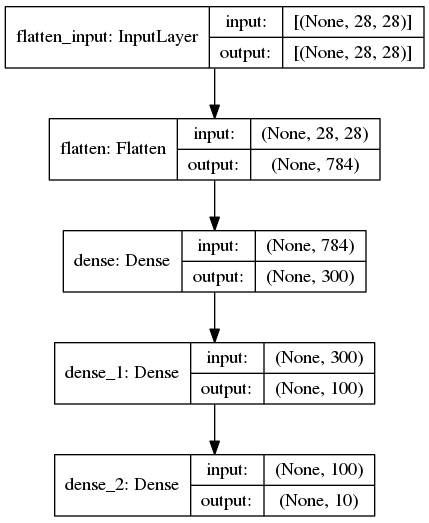 flatten_input: InputLayer
input: [(None, 28, 28)]
output: [(None, 28, 28)]
flatten: Flatten
input: (None, 28, 28)
output: (None, 784)
dense: Dense
input: (None, 784)
output: (None, 300)
dense_1: Dense
input: (None, 300)
output: (None, 100)
dense_2: Dense
input: (None, 100)
output: (None, 10)